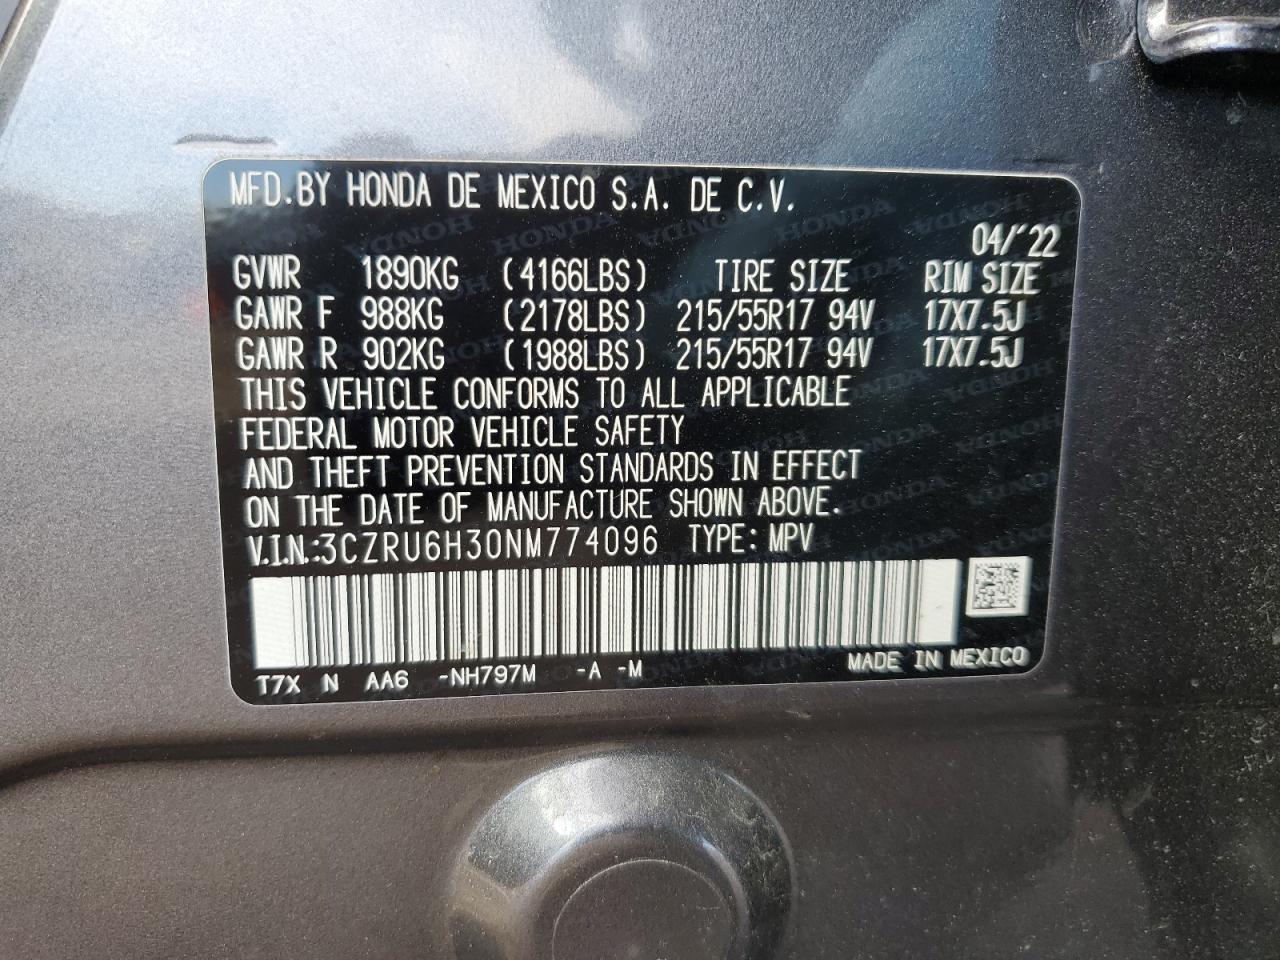 MFD.BY HONDA DE MEXICO S.A. DE C.V.
04/'22
GVWR 1890KG (4166LBS) TIRE SIZE RIM SIZE
GAWR F 988KG (2178LBS) 215/55R17 94V 17X7.5J
GAWR R 902KG (1988LBS) 215/55R17 94V 17X7.5J
THIS VEHICLE CONFORMS TO ALL APPLICABLE
FEDERAL MOTOR VEHICLE SAFETY
AND THEFT PREVENTION STANDARDS IN EFFECT
ON THE DATE OF MANUFACTURE SHOWN ABOVE.
V.I.N.:3CZRU6H30NM774096 TYPE: MPV
T7X N AA6 -NH797M -A -M MADE IN MEXICO